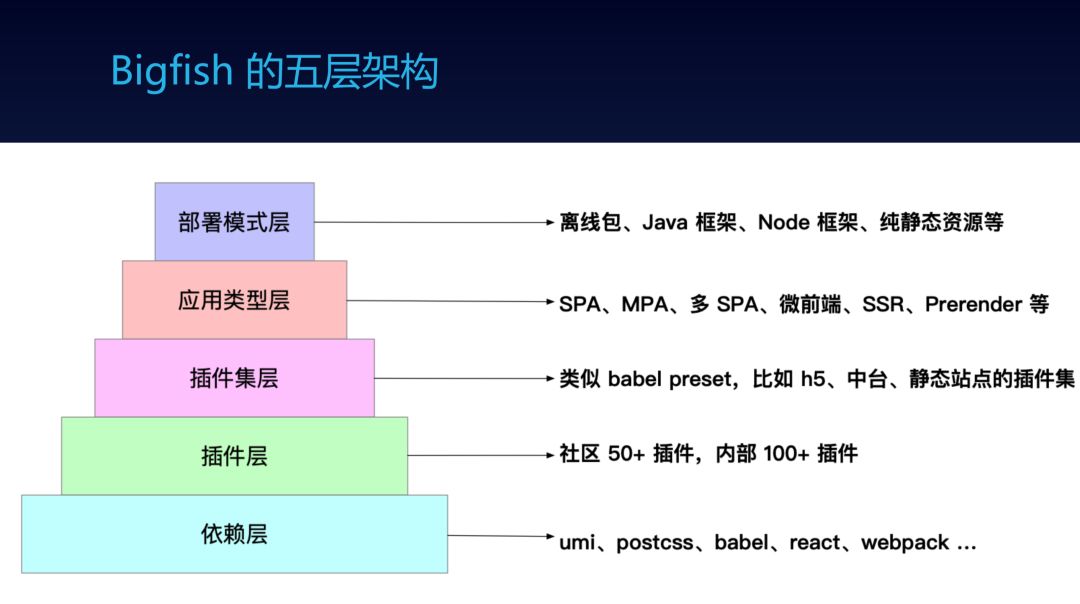 Bigfish 的五层架构
部署模式层
离线包、Java 框架、Node 框架、纯静态资源等
应用类型层
SPA、MPA、多 SPA、微前端、SSR、Prerender 等
插件集层
类似 babel preset，比如 h5、中台、静态站点的插件集
插件层
社区 50+ 插件，内部 100+ 插件
依赖层
umi、postcss、babel、react、webpack ...